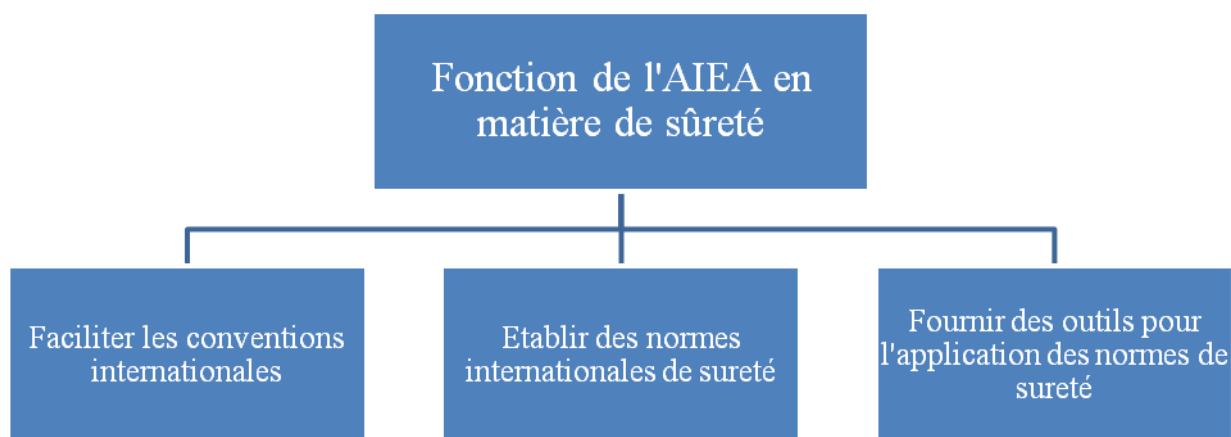 Fonction de l'AIEA en
matière de sûreté
Faciliter les conventions
internationales
Etablir des normes
internationales de sureté
Fournir des outils pour
l'application des normes de
sureté